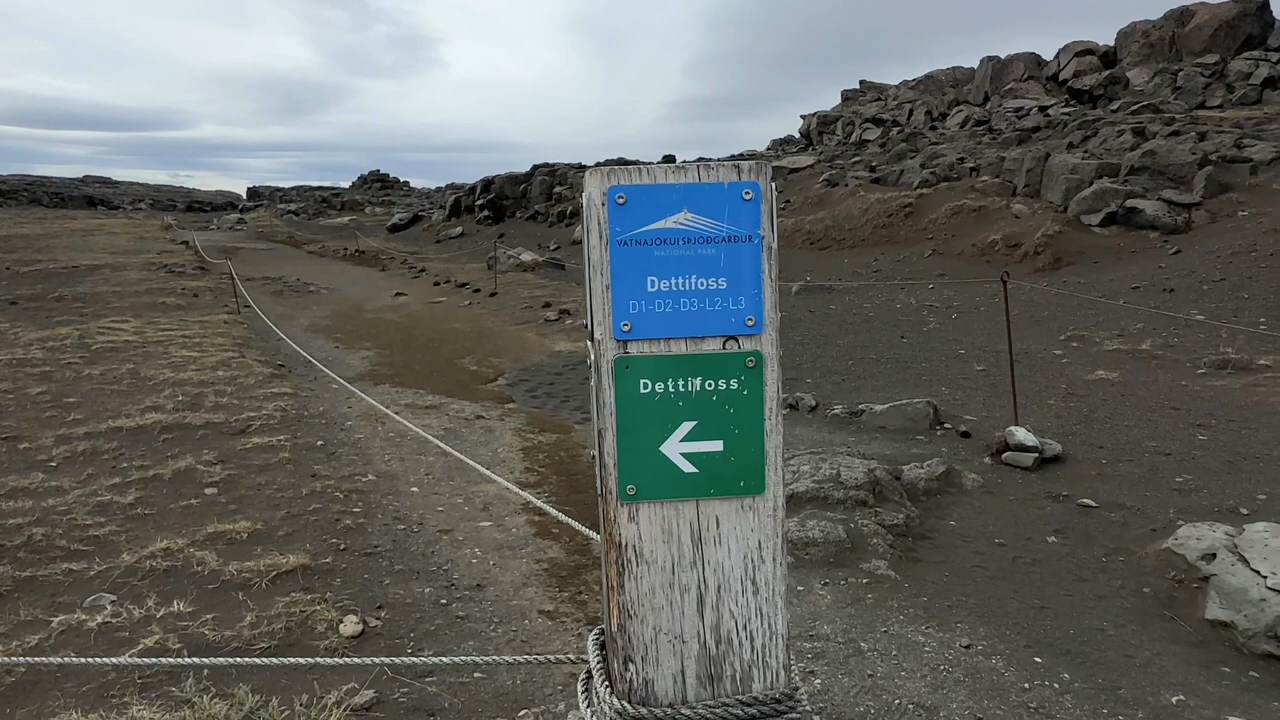 VATNAJÖKULSÞJÓÐGARÐUR
NATIONAL PARK
Dettifoss
D1-D2-D3-L2-L3
Dettifoss